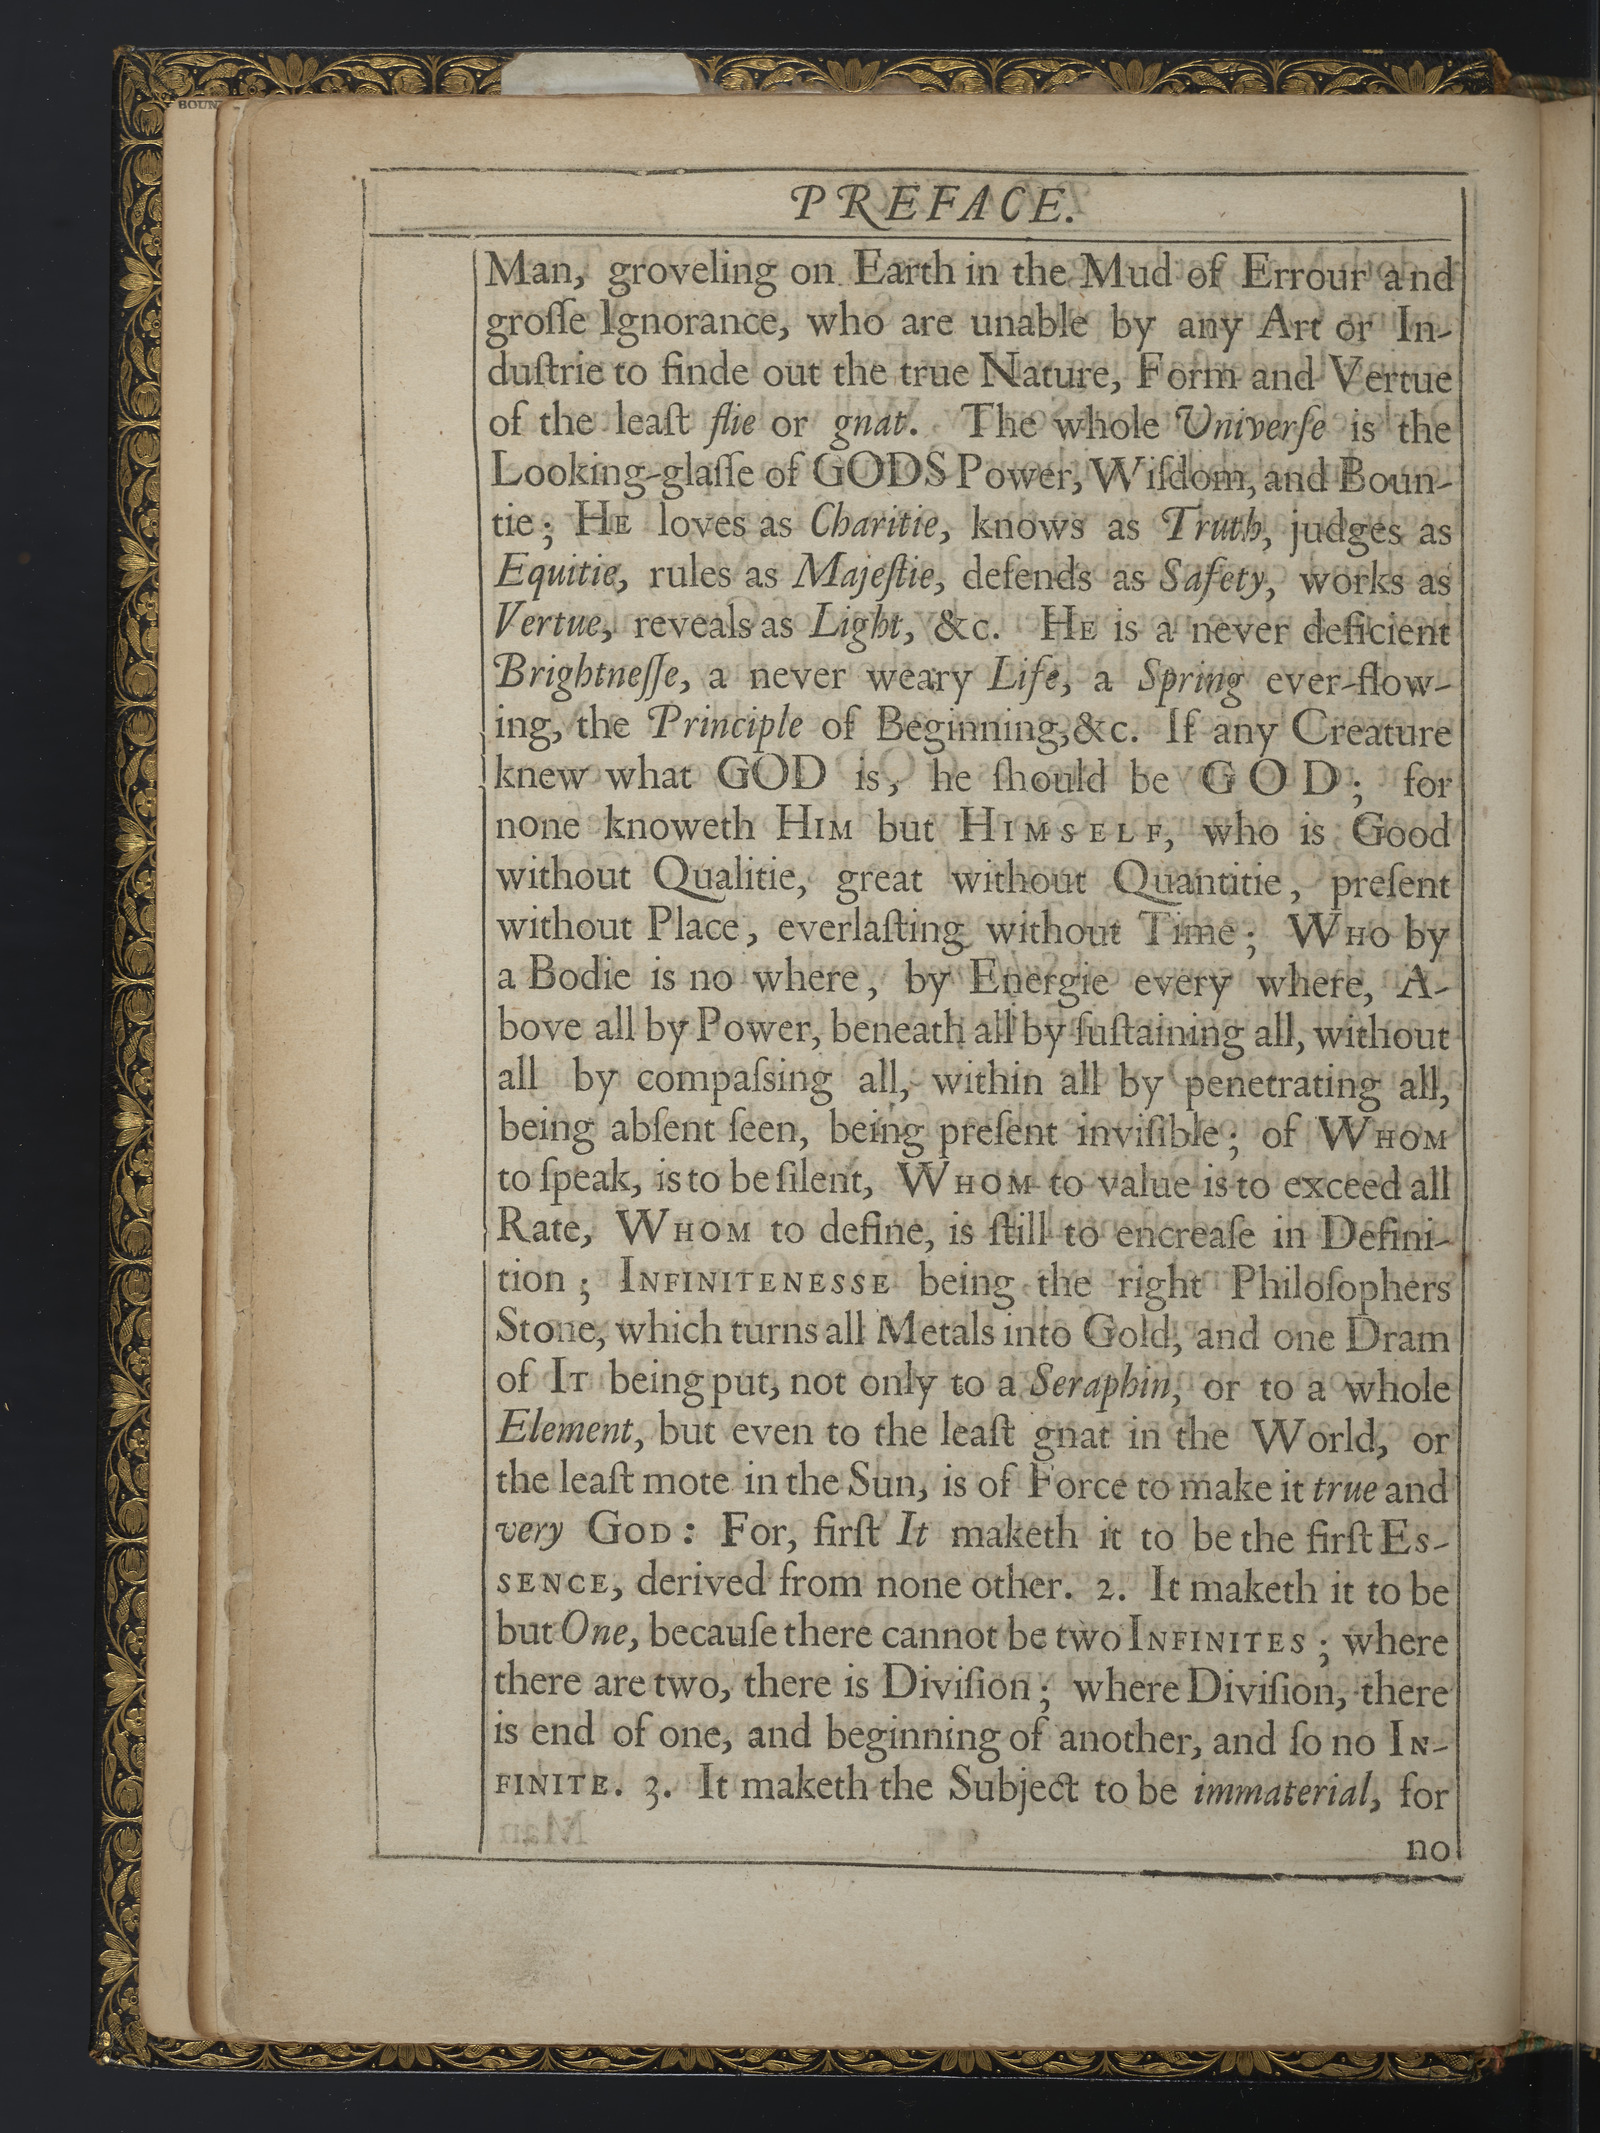 BOUN
PREFACE.
Man, groveling on Earth in the Mud of Errour and
groſſe Ignorance, who are unable by any Art or In-
duſtrie to finde out the true Nature, Form and Vertue
of the leaſt flie or gnat. The whole Univerſe is the
Looking-glaſſe of GODS Power, Wiſdom, and Boun-
tie; HE loves as Charitie, knows as Truth, judges as
Equitie, rules as Majeſtie, defends as Safety, works as
Vertue, reveals as Light, &c. HE is a never deficient
Brightneſſe, a never weary Life, a Spring ever-flow-
ing, the Principle of Beginning,&c. If any Creature
knew what GOD is, he ſhould be GOD; for
none knoweth HIM but HIMSELF, who is Good
without Qualitie, great without Quantitie, preſent
without Place, everlaſting without Time; WHO by
a Bodie is no where, by Energie every where, A-
bove all by Power, beneath all by ſuſtaining all, without
all by compaſsing all, within all by penetrating all,
being abſent ſeen, being preſent inviſible; of WHOM
to ſpeak, is to be ſilent, WHOM to value is to exceed all
Rate, WHOM to define, is ſtill to encreaſe in Defini-
tion; INFINITENESSE being the right Philoſophers
Stone, which turns all Metals into Gold, and one Dram
of IT being put, not only to a Seraphin, or to a whole
Element, but even to the leaſt gnat in the World, or
the leaſt mote in the Sun, is of Force to make it true and
very GOD: For, firſt It maketh it to be the firſt ES-
SENCE, derived from none other. 2. It maketh it to be
but One, becauſe there cannot be two INFINITES; where
there are two, there is Diviſion; where Diviſion, there
is end of one, and beginning of another, and ſo no IN-
FINITE. 3. It maketh the Subject to be immaterial, for
no